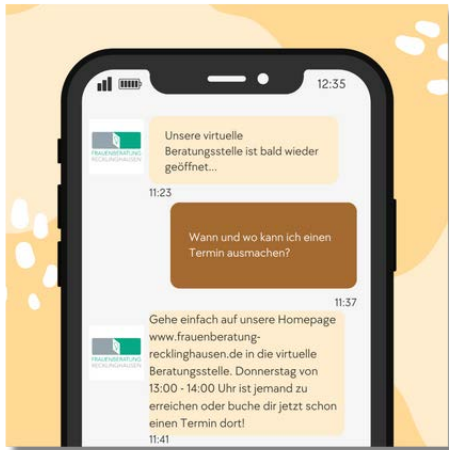 12:35
FRAUENBERATUNG
RECKLINGHAUSEN
Unsere virtuelle
Beratungsstelle ist bald wieder
geöffnet...
11:23
Wann und wo kann ich einen
Termin ausmachen?
11:37
FRAUENBERATUNG
RECKLINGHAUSEN
Gehe einfach auf unsere Homepage
www.frauenberatung-
recklinghausen.de in die virtuelle
Beratungsstelle. Donnerstag von
13:00 - 14:00 Uhr ist jemand zu
erreichen oder buche dir jetzt schon
einen Termin dort!
11:41